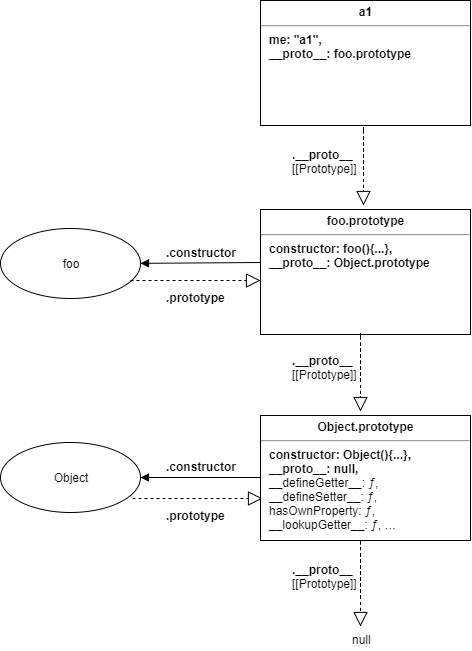 a1
me: "a1",
__proto__: foo.prototype
.__proto__
[[Prototype]]
foo.prototype
constructor: foo(){...},
__proto__: Object.prototype
foo
.constructor
.prototype
.__proto__
[[Prototype]]
Object.prototype
constructor: Object(){...},
__proto__: null,
__defineGetter__: ƒ,
__defineSetter__: ƒ,
hasOwnProperty: ƒ,
__lookupGetter__: ƒ, …
Object
.constructor
.prototype
.__proto__
[[Prototype]]
null